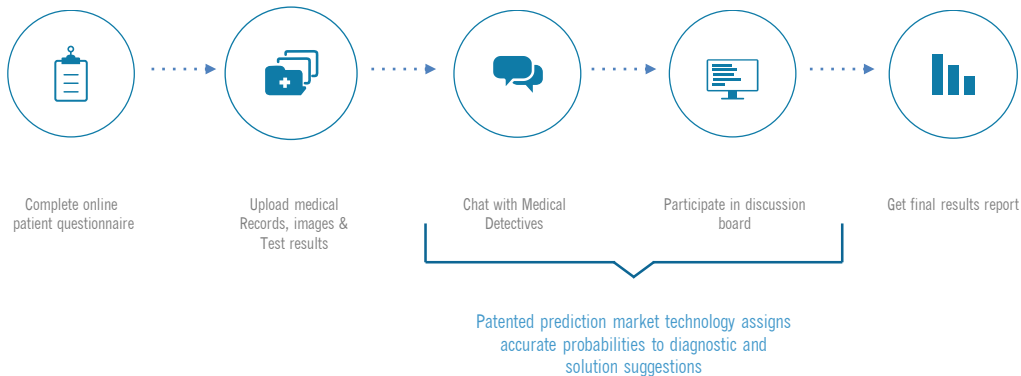 Complete online
patient questionnaire
Upload medical
Records, images &
Test results
Chat with Medical
Detectives
Participate in discussion
board
Get final results report
Patented prediction market technology assigns
accurate probabilities to diagnostic and
solution suggestions